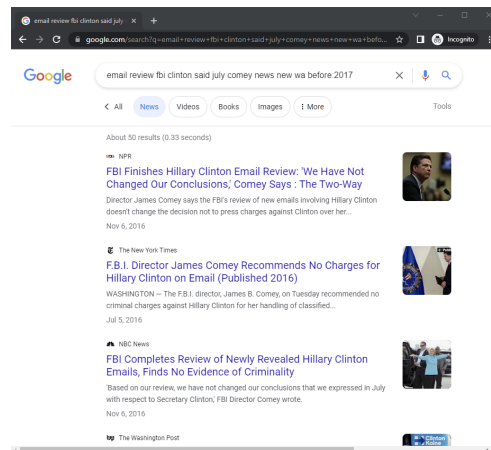 email review fbi clinton said july
google.com/search?q=email+review+fbi+clinton+said+july+comey+news+new+wa+befo...
Incognito
Google
email review fbi clinton said july comey news new wa before:2017
All
News
Videos
Books
Images
More
Tools
About 50 results (0.33 seconds)
NPR
FBI Finishes Hillary Clinton Email Review: 'We Have Not
Changed Our Conclusions,' Comey Says : The Two-Way
Director James Comey says the FBI's review of new emails involving Hillary Clinton
doesn't change the decision not to press charges against Clinton over her...
Nov 6, 2016
The New York Times
F.B.I. Director James Comey Recommends No Charges for
Hillary Clinton on Email (Published 2016)
WASHINGTON — The F.B.I. director, James B. Comey, on Tuesday recommended no
criminal charges against Hillary Clinton for her handling of classified...
Jul 5, 2016
NBC News
FBI Completes Review of Newly Revealed Hillary Clinton
Emails, Finds No Evidence of Criminality
'Based on our review, we have not changed our conclusions that we expressed in July
with respect to Secretary Clinton,' FBI Director Comey wrote.
Nov 6, 2016
wp The Washington Post
Clinton
Kaine